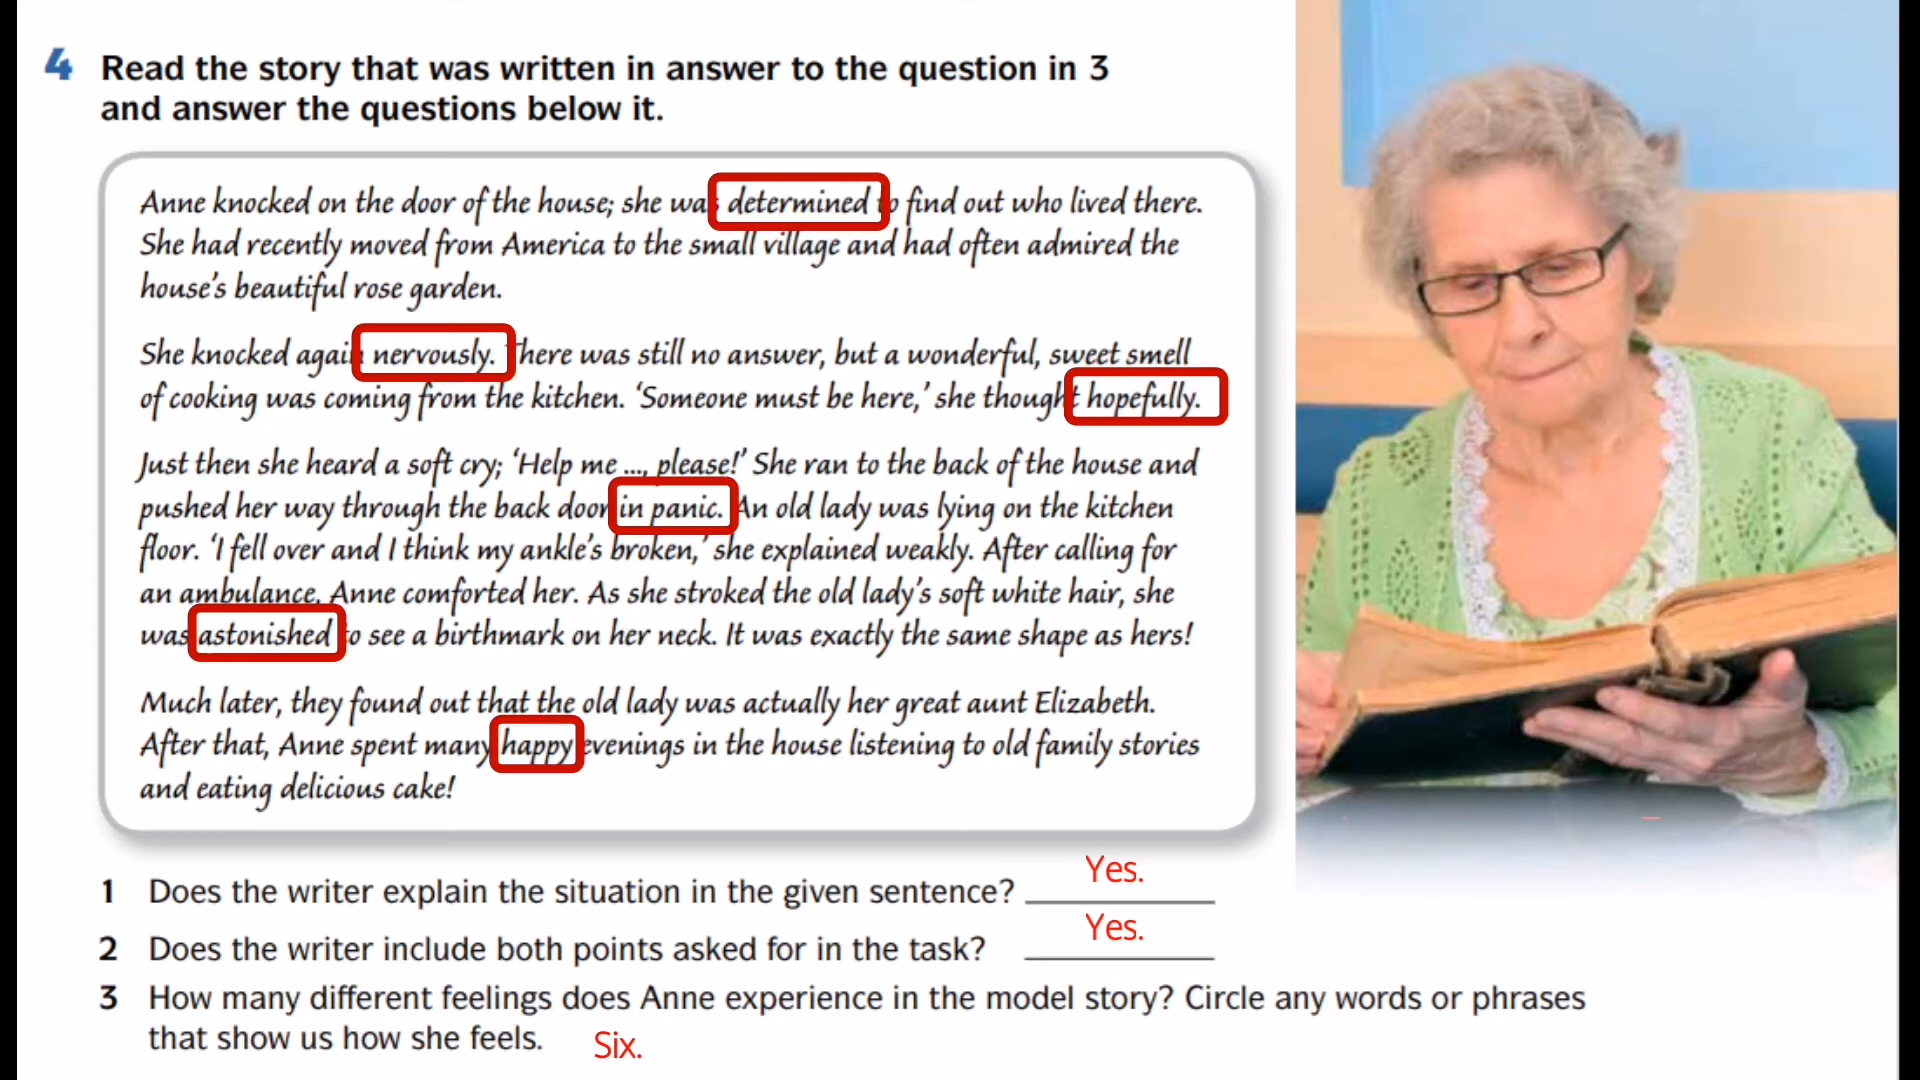 4 Read the story that was written in answer to the question in 3
and answer the questions below it.
Anne knocked on the door of the house; she was determined to find out who lived there.
She had recently moved from America to the small village and had often admired the
house's beautiful rose garden.
She knocked again nervously. There was still no answer, but a wonderful, sweet smell
of cooking was coming from the kitchen. 'Someone must be here,' she thought hopefully.
Just then she heard a soft cry; 'Help me ..., please!' She ran to the back of the house and
pushed her way through the back door in panic. An old lady was lying on the kitchen
floor. 'I fell over and I think my ankle's broken,' she explained weakly. After calling for
an ambulance, Anne comforted her. As she stroked the old lady's soft white hair, she
was astonished to see a birthmark on her neck. It was exactly the same shape as hers!
Much later, they found out that the old lady was actually her great aunt Elizabeth.
After that, Anne spent many happy evenings in the house listening to old family stories
and eating delicious cake!
1 Does the writer explain the situation in the given sentence? Yes.
2 Does the writer include both points asked for in the task? Yes.
3 How many different feelings does Anne experience in the model story? Circle any words or phrases
that show us how she feels. Six.